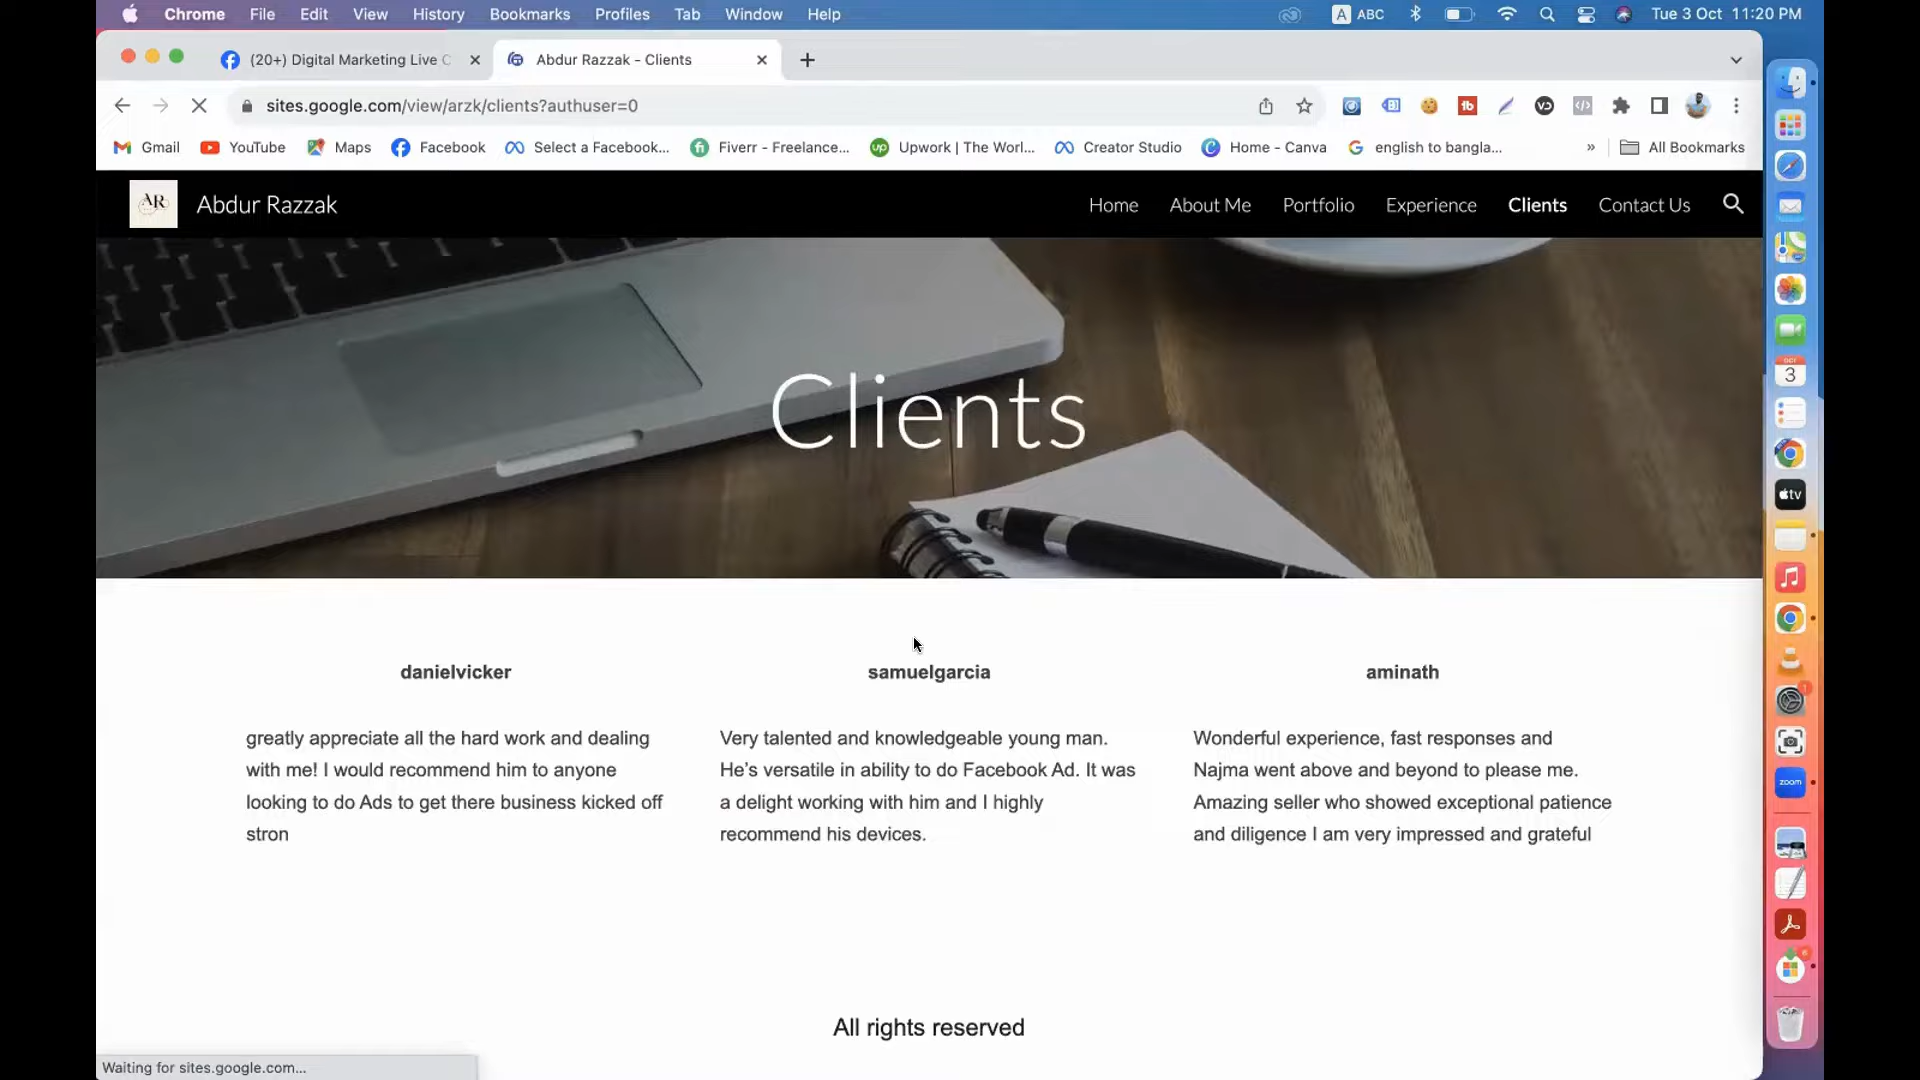 Chrome File Edit View History Bookmarks Profiles Tab Window Help A ABC Tue 3 Oct 11:20 PM
(20+) Digital Marketing Live C Abdur Razzak - Clients
sites.google.com/view/arzk/clients?authuser=0
Gmail YouTube Maps Facebook Select a Facebook... Fiverr - Freelance... Upwork | The Worl... Creator Studio Home - Canva english to bangla... » All Bookmarks
AR Abdur Razzak Home About Me Portfolio Experience Clients Contact Us
Clients
danielvicker
greatly appreciate all the hard work and dealing
with me! I would recommend him to anyone
looking to do Ads to get there business kicked off
stron
samuelgarcia
Very talented and knowledgeable young man.
He's versatile in ability to do Facebook Ad. It was
a delight working with him and I highly
recommend his devices.
aminath
Wonderful experience, fast responses and
Najma went above and beyond to please me.
Amazing seller who showed exceptional patience
and diligence I am very impressed and grateful
All rights reserved
Waiting for sites.google.com...
OCT
3
tv
zoom